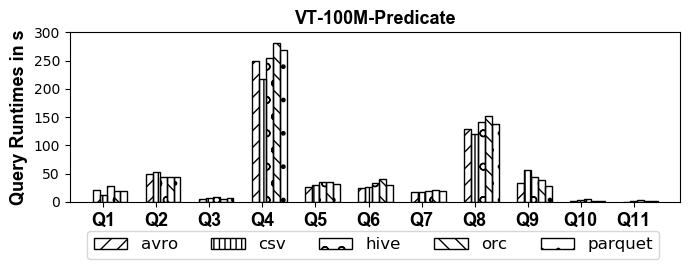 VT-100M-Predicate
Query Runtimes in s
300
250
200
150
100
50
0
Q1 Q2 Q3 Q4 Q5 Q6 Q7 Q8 Q9 Q10 Q11
avro csv hive orc parquet